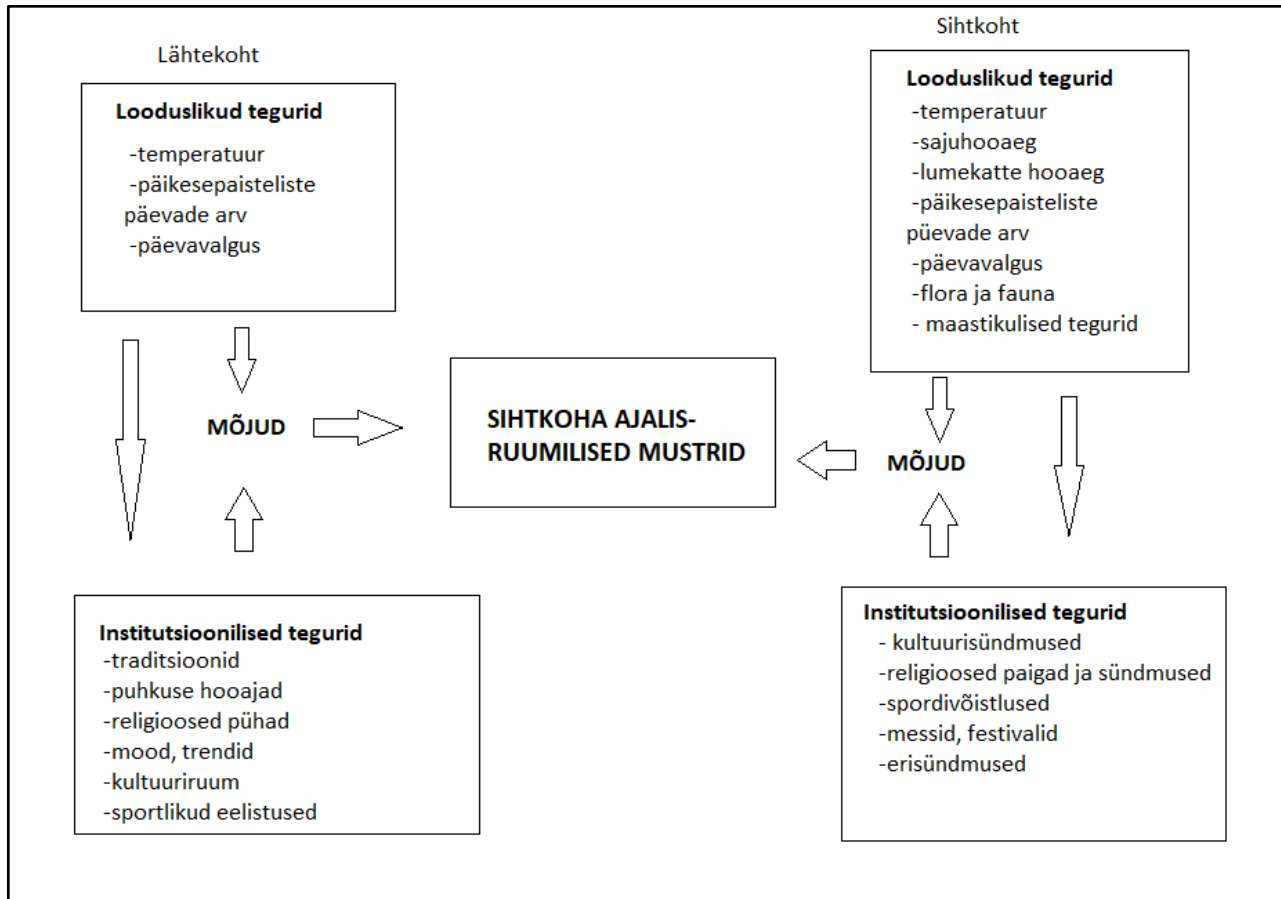 Lähtekoht
Looduslikud tegurid
-temperatuur
-päikesepaisteliste
päevade arv
-päevavalgus
MÕJUD
Institutsioonilised tegurid
-traditsioonid
-puhkuse hooajad
-religioosed pühad
-mood, trendid
-kultuuriruum
-sportlikud eelistused
SIHTKOHA AJALIS-
RUUMILISED MUSTRID
Sihtkoht
Looduslikud tegurid
-temperatuur
-sajuhooaeg
-lumekatte hooaeg
-päikesepaisteliste
püevade arv
-päevavalgus
-flora ja fauna
- maastikulised tegurid
MÕJUD
Institutsioonilised tegurid
- kultuurisündmused
-religioosed paigad ja sündmused
-spordivõistlused
-messid, festivalid
-erisündmused